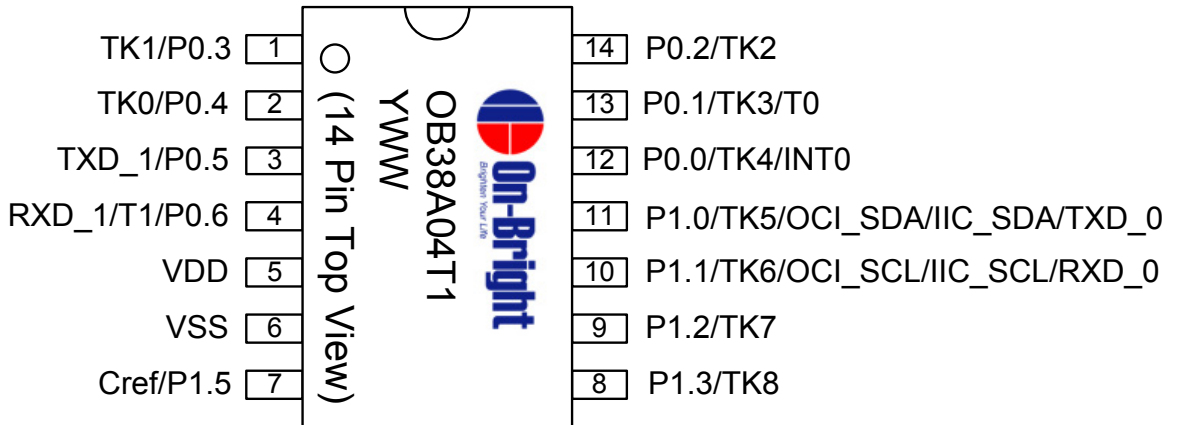 TK1/P0.3 1 14 P0.2/TK2
TK0/P0.4 2 13 P0.1/TK3/T0
TXD_1/P0.5 3 12 P0.0/TK4/INT0
RXD_1/T1/P0.6 4 11 P1.0/TK5/OCI_SDA/IIC_SDA/TXD_0
VDD 5 10 P1.1/TK6/OCI_SCL/IIC_SCL/RXD_0
VSS 6 9 P1.2/TK7
Cref/P1.5 7 8 P1.3/TK8
On-Bright
Brighten Your Life
OB38A04T1
YWW
(14 Pin Top View)